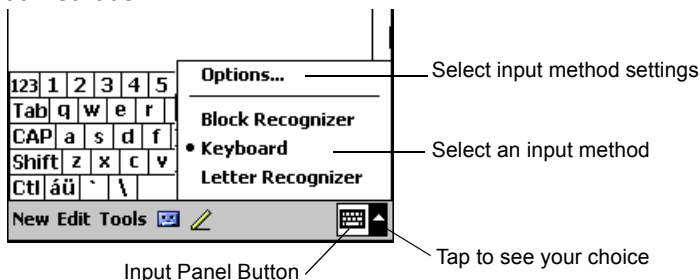 Options...
Select input method settings
123 1 2 3 4 5
Tab q w e r
Block Recognizer
CAP a s d f
Keyboard
Select an input method
Shift z x c v
Letter Recognizer
Ctl áü ` \
New Edit Tools
Tap to see your choice
Input Panel Button